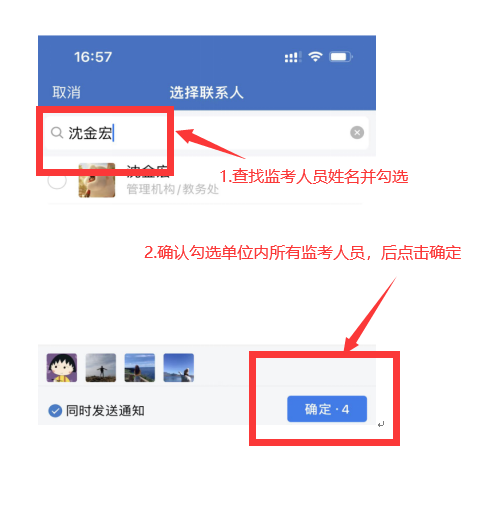 16:57
取消
选择联系人
沈金宏
沈金宏
管理机构/教务处
1.查找监考人员姓名并勾选
2.确认勾选单位内所有监考人员，后点击确定
同时发送通知
确定·4